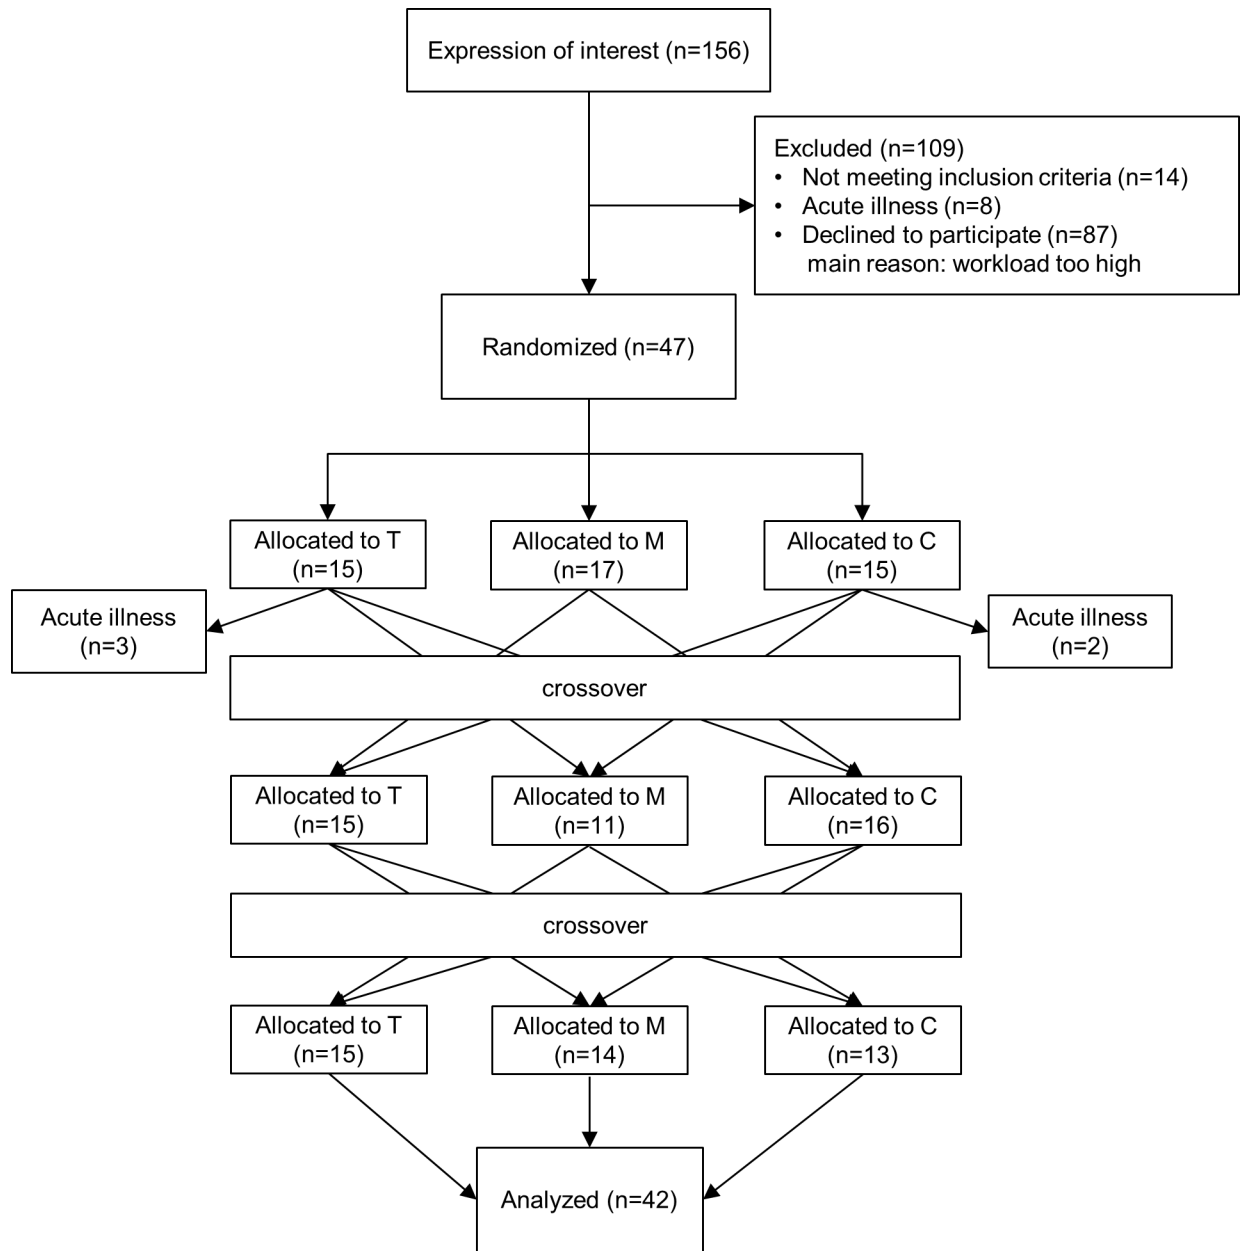 Expression of interest (n=156)
Excluded (n=109)
• Not meeting inclusion criteria (n=14)
• Acute illness (n=8)
• Declined to participate (n=87)
main reason: workload too high
Randomized (n=47)
Allocated to T
(n=15)
Allocated to M
(n=17)
Allocated to C
(n=15)
Acute illness
(n=3)
Acute illness
(n=2)
crossover
Allocated to T
(n=15)
Allocated to M
(n=11)
Allocated to C
(n=16)
crossover
Allocated to T
(n=15)
Allocated to M
(n=14)
Allocated to C
(n=13)
Analyzed (n=42)